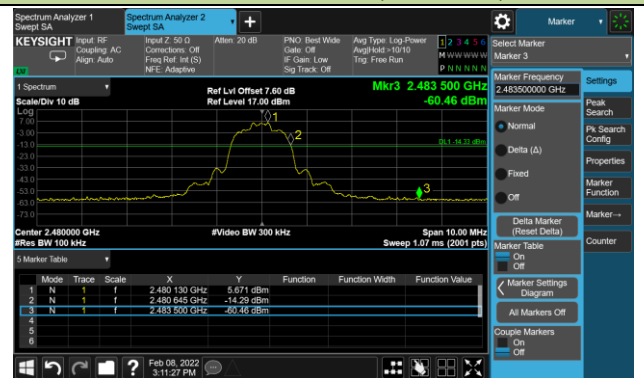 Spectrum Analyzer 1
Swept SA
Spectrum Analyzer 2
Swept SA
+
Marker
KEYSIGHT
Input: RF
Coupling: AC
Align: Auto
Input Z: 50 Ω
Corrections: Off
Freq Ref: Int (S)
NFE: Adaptive
Atten: 20 dB
PNO: Best Wide
Gate: Off
IF Gain: Low
Sig Track: Off
Avg Type: Log-Power
Avg|Hold:>10/10
Trig: Free Run
1 2 3 4 5 6
M W W W W W
P N N N N N
Select Marker
Marker 3
1 Spectrum
Scale/Div 10 dB
Log
Ref Lvl Offset 7.60 dB
Ref Level 17.00 dBm
Mkr3 2.483 500 GHz
-60.46 dBm
7.00
-3.00
-13.0
-23.0
-33.0
-43.0
-53.0
-63.0
-73.0
1
2
3
DL1 -14.33 dBm
Center 2.480000 GHz
#Res BW 100 kHz
#Video BW 300 kHz
Span 10.00 MHz
Sweep 1.07 ms (2001 pts)
5 Marker Table
Mode Trace Scale X Y Function Function Width Function Value
1 N 1 f 2.480 130 GHz 5.671 dBm
2 N 1 f 2.480 645 GHz -14.29 dBm
3 N 1 f 2.483 500 GHz -60.46 dBm
4
5
6
Marker Frequency
2.483500000 GHz
Marker Mode
Normal
Delta (Δ)
Fixed
Off
Delta Marker
(Reset Delta)
Marker Table
On
Off
Marker Settings
Diagram
All Markers Off
Couple Markers
On
Off
Settings
Peak
Search
Pk Search
Config
Properties
Marker
Function
Marker→
Counter
?
Feb 08, 2022
3:11:27 PM